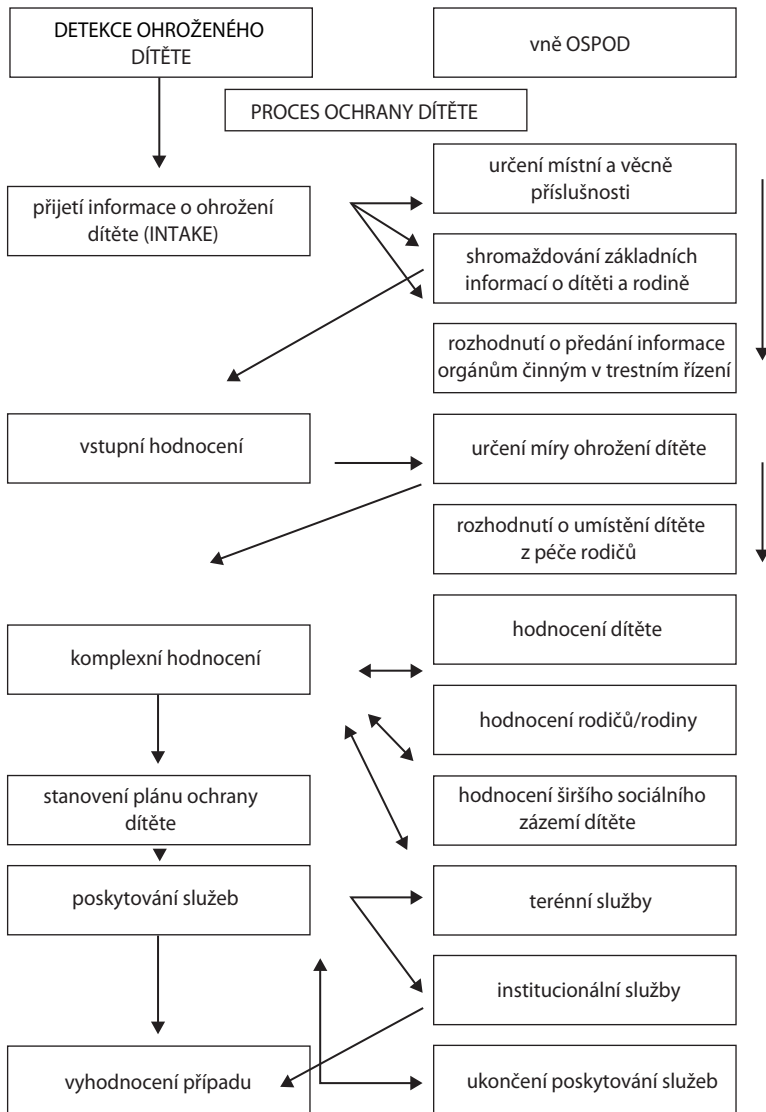 DETEKCE OHROŽENÉHO
DÍTĚTE
vně OSPOD
PROCES OCHRANY DÍTĚTE
přijetí informace o ohrožení
dítěte (INTAKE)
určení místní a věcně
příslušnosti
shromažďování základních
informací o dítěti a rodině
rozhodnutí o předání informace
orgánům činným v trestním řízení
vstupní hodnocení
určení míry ohrožení dítěte
rozhodnutí o umístění dítěte
z péče rodičů
komplexní hodnocení
hodnocení dítěte
hodnocení rodičů/rodiny
hodnocení širšího sociálního
zázemí dítěte
stanovení plánu ochrany
dítěte
poskytování služeb
terénní služby
institucionální služby
vyhodnocení případu
ukončení poskytování služeb